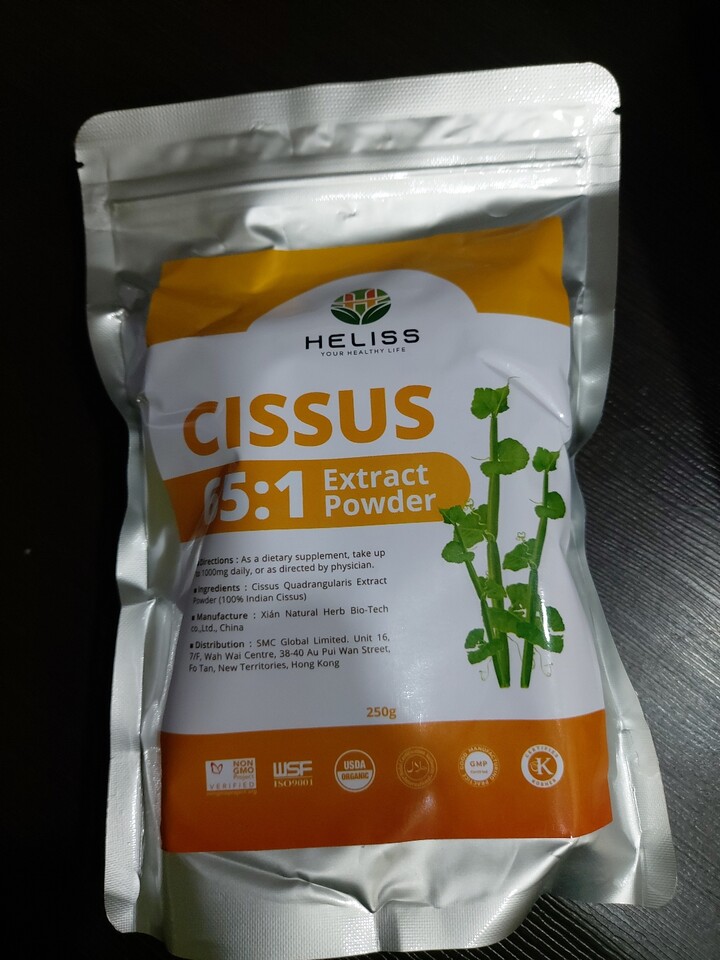 HELISS
YOUR HEALTHY LIFE
CISSUS
65:1 Extract
Powder
Directions : As a dietary supplement, take up
to 1000mg daily, or as directed by physician.
■ Ingredients : Cissus Quadrangularis Extract
Powder (100% Indian Cissus)
■ Manufacture : Xián Natural Herb Bio-Tech
co.,Ltd., China
■ Distribution : SMC Global Limited. Unit 16,
7/F, Wah Wai Centre, 38-40 Au Pui Wan Street,
Fo Tan, New Territories, Hong Kong
250g
NON
GMO
Project
VERIFIED
WSF
ISO9001
USDA
ORGANIC
GMP
CERTIFIED
K
KOSHER